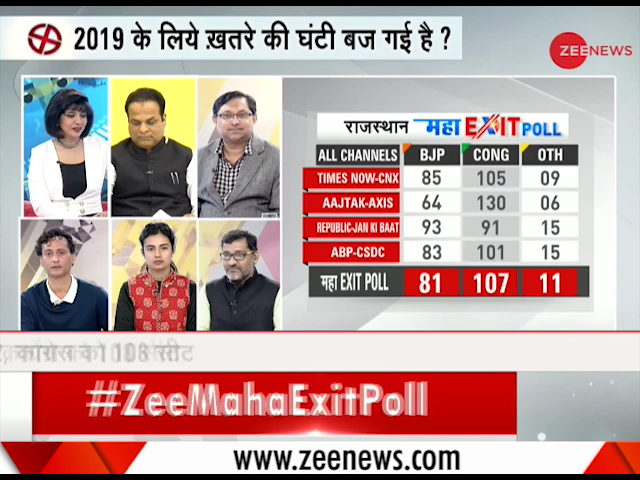 2019 के लिये ख़तरे की घंटी बज गई है ?
ZEE NEWS
राजस्थान महा EXIT POLL
ALL CHANNELS BJP CONG OTH
TIMES NOW-CNX 85 105 09
AAJTAK-AXIS 64 130 06
REPUBLIC-JAN KI BAAT 93 91 15
ABP-CSDC 83 101 15
महा EXIT POLL 81 107 11
#ZeeMahaExitPoll
www.zeenews.com